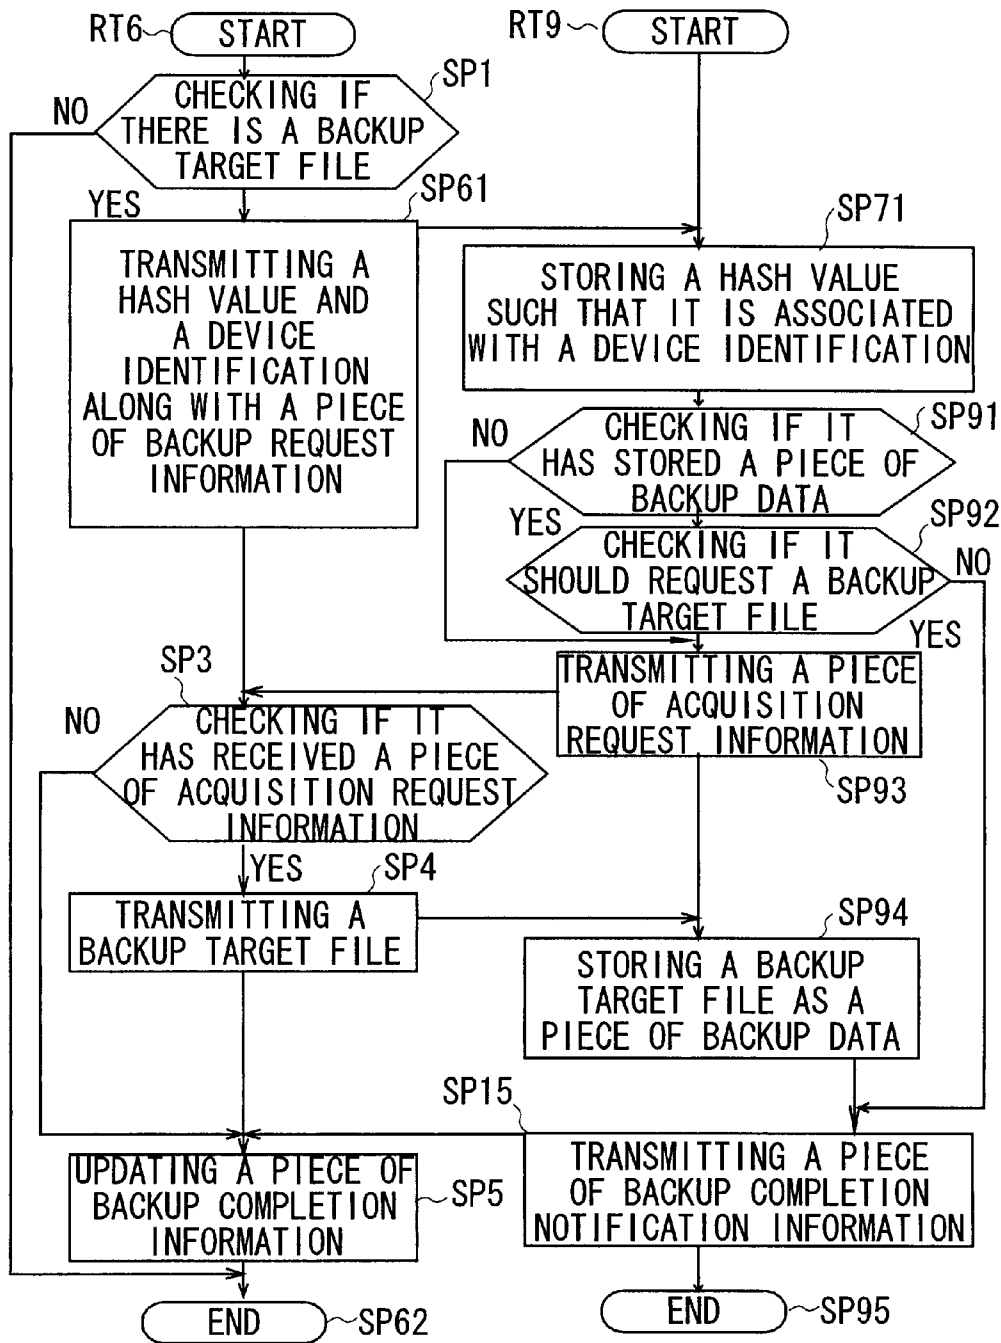 RT6
START
RT9
START
SP1
NO
CHECKING IF
THERE IS A BACKUP
TARGET FILE
YES
SP61
TRANSMITTING A
HASH VALUE AND
A DEVICE
IDENTIFICATION
ALONG WITH A PIECE
OF BACKUP REQUEST
INFORMATION
SP71
STORING A HASH VALUE
SUCH THAT IT IS ASSOCIATED
WITH A DEVICE IDENTIFICATION
SP91
NO
CHECKING IF IT
HAS STORED A PIECE OF
BACKUP DATA
YES
SP92
CHECKING IF IT
SHOULD REQUEST A BACKUP
TARGET FILE
NO
YES
TRANSMITTING A PIECE
OF ACQUISITION
REQUEST INFORMATION
SP93
SP3
NO
CHECKING IF IT
HAS RECEIVED A PIECE
OF ACQUISITION REQUEST
INFORMATION
YES
SP4
TRANSMITTING A
BACKUP TARGET FILE
SP94
STORING A BACKUP
TARGET FILE AS A
PIECE OF BACKUP DATA
SP15
TRANSMITTING A PIECE
OF BACKUP COMPLETION
NOTIFICATION INFORMATION
UPDATING A PIECE OF
BACKUP COMPLETION
INFORMATION
SP5
END
SP62
END
SP95